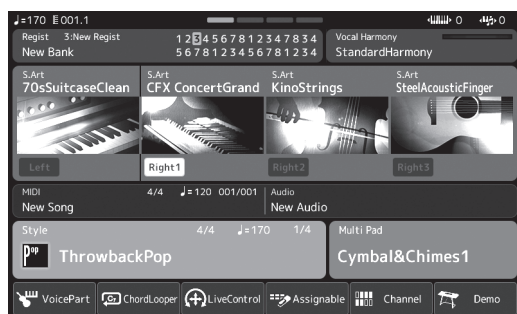 ♩=170 001.1 0 0
Regist 3:New Regist 1 2 3 4 5 6 7 8 1 2 3 4 7 8 3 4 Vocal Harmony
New Bank 5 6 7 8 1 2 3 4 5 6 7 8 1 2 3 4 StandardHarmony
S.Art S.Art S.Art S.Art
70sSuitcaseClean CFX ConcertGrand KinoStrings SteelAcousticFinger
Left Right1 Right2 Right3
MIDI 4/4 ♩=120 001/001 Audio
New Song New Audio
Style 4/4 ♩=170 1/4 Multi Pad
Pop ThrowbackPop Cymbal&Chimes1
VoicePart ChordLooper LiveControl Assignable Channel Demo